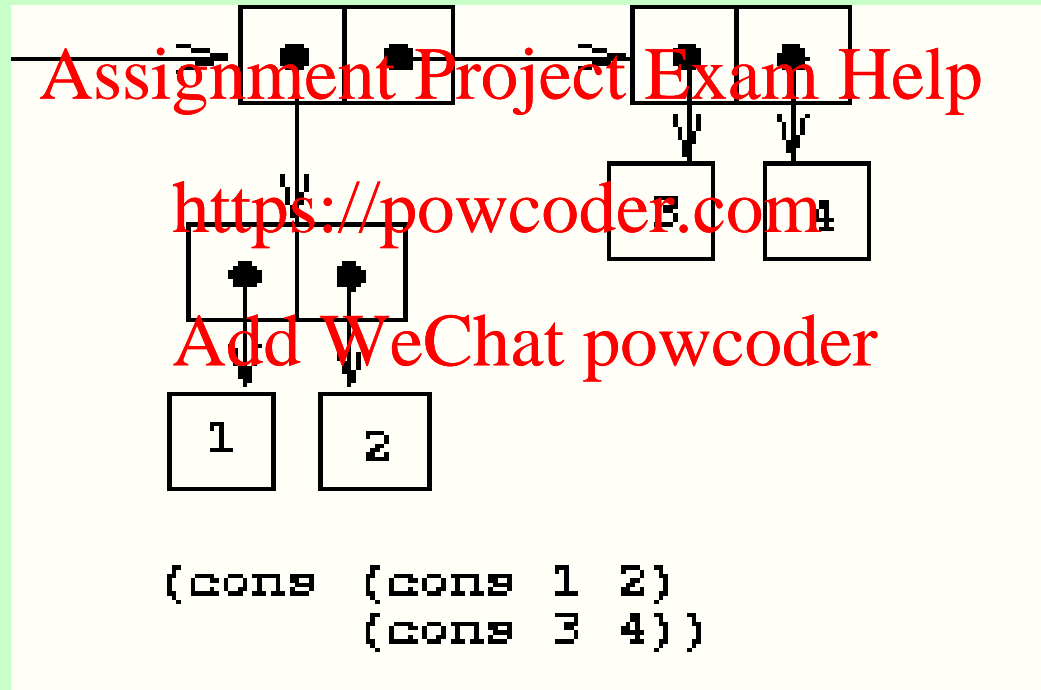 Assignment Project Exam Help
https://powcoder.com
3 4
Add WeChat powcoder
1 2
(cons (cons 1 2)
(cons 3 4))